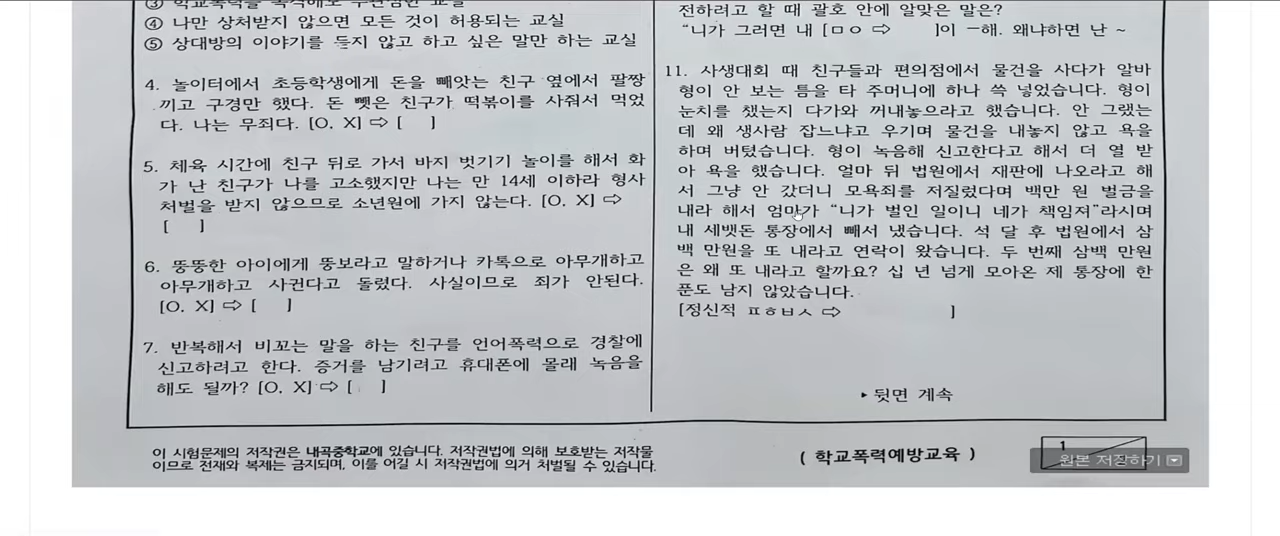 ③ 학교폭력을 목격해도 무관심한 교실
④ 나만 상처받지 않으면 모든 것이 허용되는 교실
⑤ 상대방의 이야기를 듣지 않고 하고 싶은 말만 하는 교실
4. 놀이터에서 초등학생에게 돈을 빼앗는 친구 옆에서 팔짱
끼고 구경만 했다. 돈 뺏은 친구가 떡볶이를 사줘서 먹었
다. 나는 무죄다. [O, X] ⇨ [ ]
5. 체육 시간에 친구 뒤로 가서 바지 벗기기 놀이를 해서 화
가 난 친구가 나를 고소했지만 나는 만 14세 이하라 형사
처벌을 받지 않으므로 소년원에 가지 않는다. [O, X] ⇨
[ ]
6. 뚱뚱한 아이에게 뚱보라고 말하거나 카톡으로 아무개하고
아무개하고 사귄다고 돌렸다. 사실이므로 죄가 안된다.
[O, X] ⇨ [ ]
7. 반복해서 비꼬는 말을 하는 친구를 언어폭력으로 경찰에
신고하려고 한다. 증거를 남기려고 휴대폰에 몰래 녹음을
해도 될까? [O, X] ⇨ [ ]
전하려고 할 때 괄호 안에 알맞은 말은?
“니가 그러면 내 [ㅁㅇ ⇨ ]이 －해. 왜냐하면 난 ~
11. 사생대회 때 친구들과 편의점에서 물건을 사다가 알바
형이 안 보는 틈을 타 주머니에 하나 쓱 넣었습니다. 형이
눈치를 챘는지 다가와 꺼내놓으라고 했습니다. 안 그랬는
데 왜 생사람 잡느냐고 우기며 물건을 내놓지 않고 욕을
하며 버텼습니다. 형이 녹음해 신고한다고 해서 더 열 받
아 욕을 했습니다. 얼마 뒤 법원에서 재판에 나오라고 해
서 그냥 안 갔더니 모욕죄를 저질렀다며 백만 원 벌금을
내라 해서 엄마가 “니가 벌인 일이니 네가 책임져”라시며
내 세뱃돈 통장에서 빼서 냈습니다. 석 달 후 법원에서 삼
백 만원을 또 내라고 연락이 왔습니다. 두 번째 삼백 만원
은 왜 또 내라고 할까요? 십 년 넘게 모아온 제 통장에 한
푼도 남지 않았습니다.
[정신적 ㅍㅎㅂㅅ ⇨ ]
▸ 뒷면 계속
이 시험문제의 저작권은 내곡중학교에 있습니다. 저작권법에 의해 보호받는 저작물
이므로 전재와 복제는 금지되며, 이를 어길 시 저작권법에 의거 처벌될 수 있습니다.
( 학교폭력예방교육 )
1
원본 저장하기